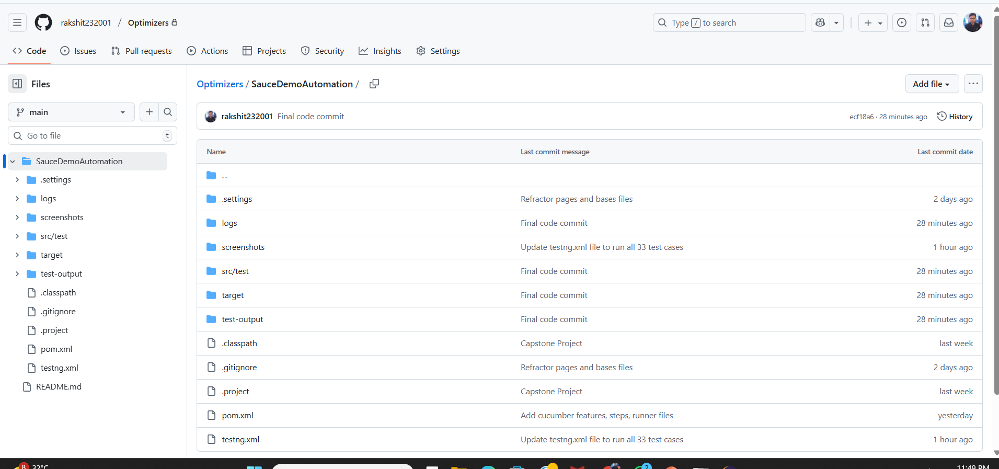 rakshit232001 / Optimizers
Type / to search
Code Issues Pull requests Actions Projects Security Insights Settings
Files
main
Go to file t
SauceDemoAutomation
.settings
logs
screenshots
src/test
target
test-output
.classpath
.gitignore
.project
pom.xml
testng.xml
README.md
Optimizers / SauceDemoAutomation /
Add file
rakshit232001 Final code commit ecf18a6 · 28 minutes ago History
Name Last commit message Last commit date
..
.settings Refractor pages and bases files 2 days ago
logs Final code commit 28 minutes ago
screenshots Update testng.xml file to run all 33 test cases 1 hour ago
src/test Final code commit 28 minutes ago
target Final code commit 28 minutes ago
test-output Final code commit 28 minutes ago
.classpath Capstone Project last week
.gitignore Refractor pages and bases files 2 days ago
.project Capstone Project last week
pom.xml Add cucumber features, steps, runner files yesterday
testng.xml Update testng.xml file to run all 33 test cases 1 hour ago
8 32°C 2 11:49 PM